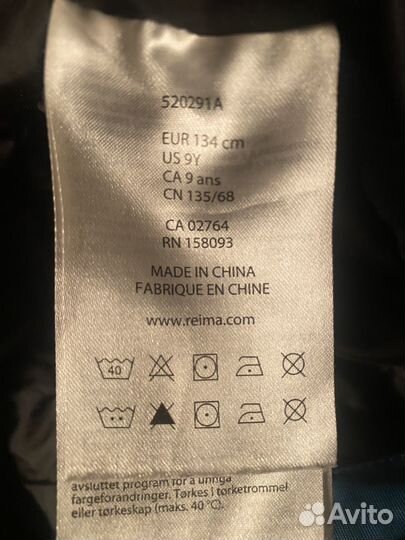 520291A
EUR 134 cm
US 9Y
CA 9 ans
CN 135/68
CA 02764
RN 158093
MADE IN CHINA
FABRIQUE EN CHINE
www.reima.com
40
avsluttet program for å unngå
fargeforandringer. Tørkes i tørketrommel
eller tørkeskap (maks. 40 °C).
Avito